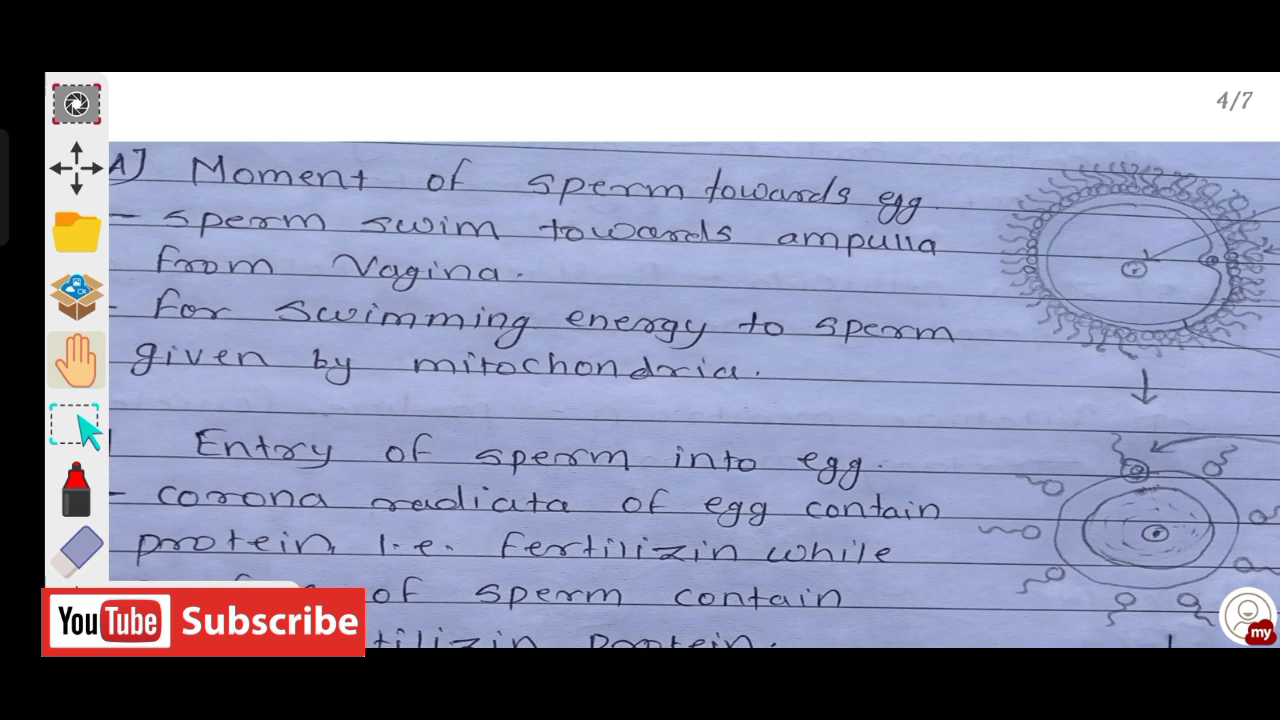 4/7
A] Moment of sperm towards egg.
- sperm swim towards ampulla
from Vagina.
- for swimming energy to sperm
given by mitochondria.
Entry of sperm into egg.
- corona radiata of egg contain
protein, i.e. fertilizin while
of sperm contain
tilizin protein.
YouTube Subscribe
my